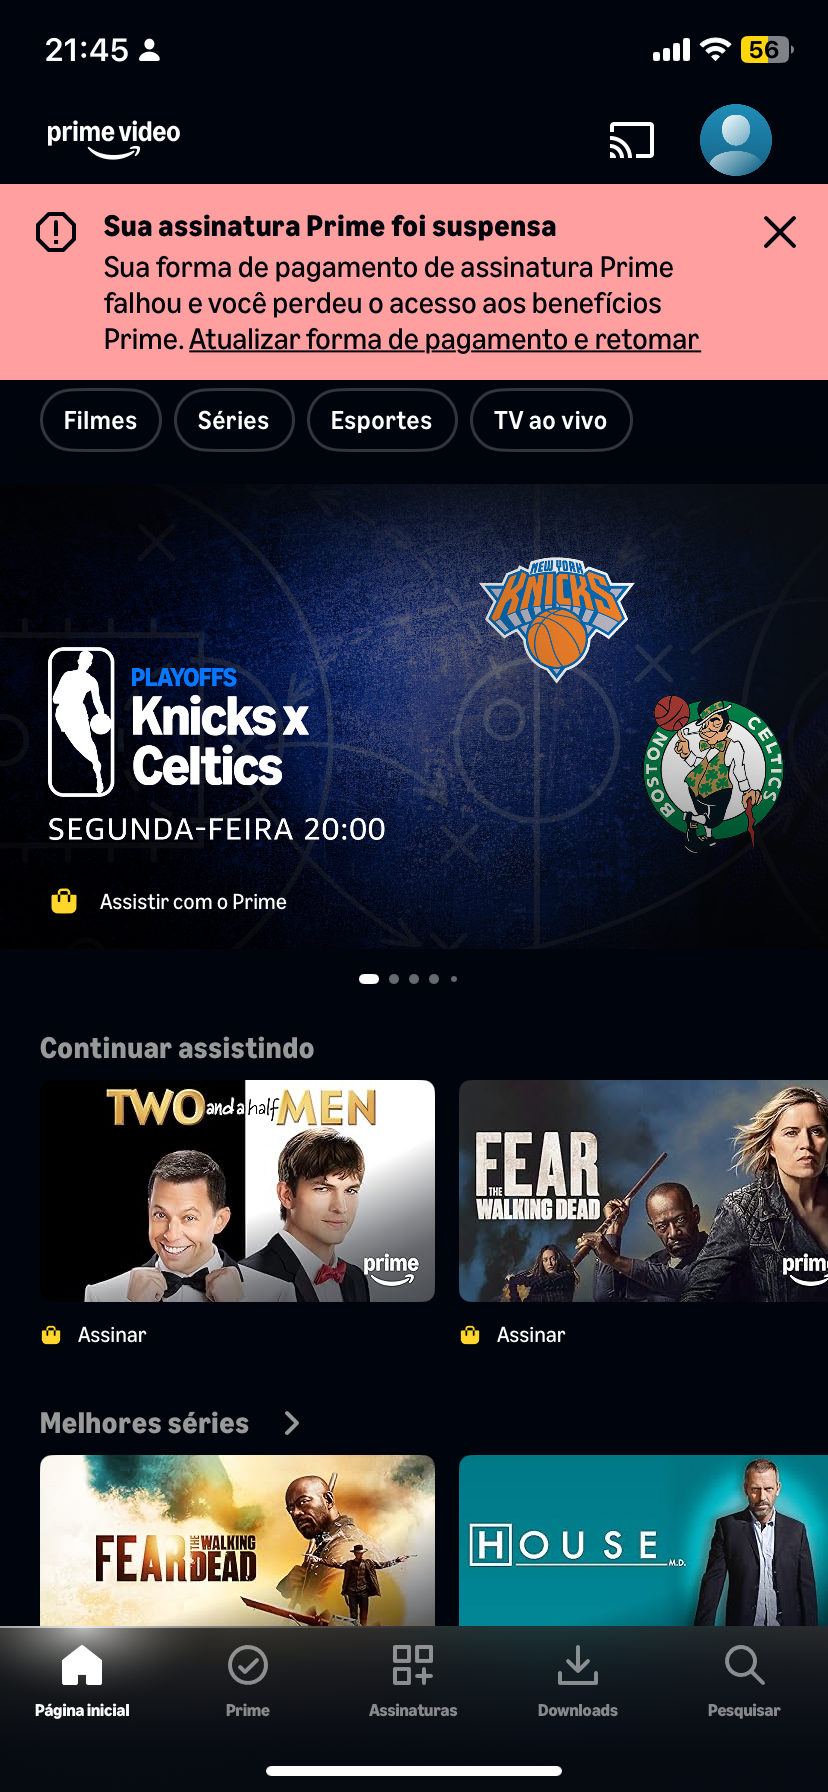 21:45
56
prime video
Sua assinatura Prime foi suspensa
Sua forma de pagamento de assinatura Prime
falhou e você perdeu o acesso aos benefícios
Prime. Atualizar forma de pagamento e retomar
Filmes
Séries
Esportes
TV ao vivo
NEW YORK
KNICKS
PLAYOFFS
Knicks x
Celtics
BOSTON CELTICS
SEGUNDA-FEIRA 20:00
Assistir com o Prime
Continuar assistindo
TWO and a half MEN
prime
FEAR
THE
WALKING DEAD
Assinar
Assinar
Melhores séries
FEAR THE WALKING DEAD
HOUSE M.D.
Página inicial
Prime
Assinaturas
Downloads
Pesquisar